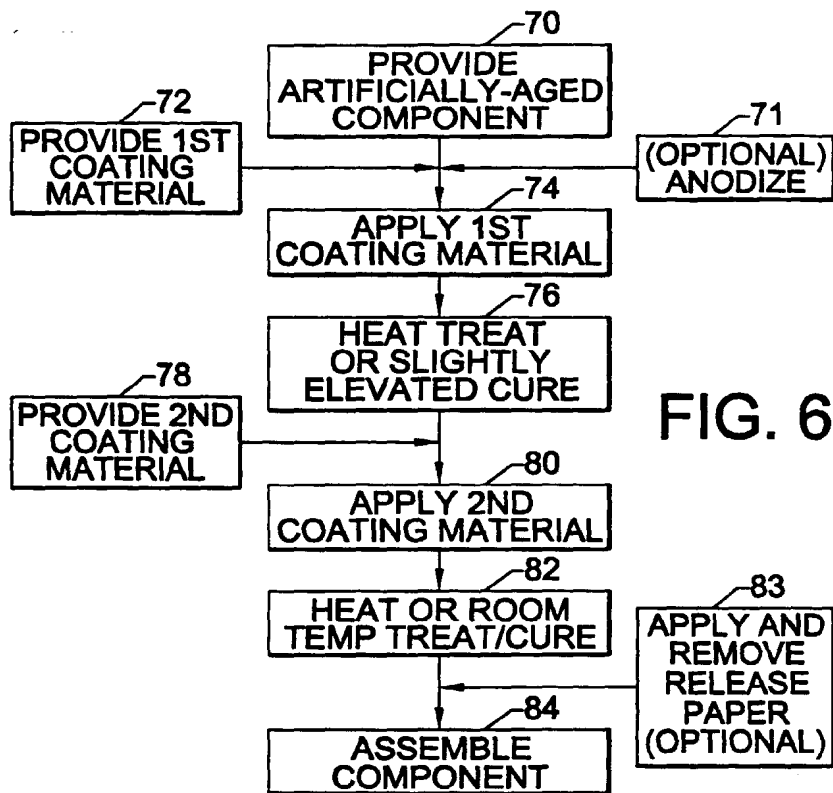 70
PROVIDE
ARTIFICIALLY-AGED
COMPONENT
72
PROVIDE 1ST
COATING
MATERIAL
71
(OPTIONAL)
ANODIZE
74
APPLY 1ST
COATING MATERIAL
76
HEAT TREAT
OR SLIGHTLY
ELEVATED CURE
78
PROVIDE 2ND
COATING
MATERIAL
FIG. 6
80
APPLY 2ND
COATING MATERIAL
82
HEAT OR ROOM
TEMP TREAT/CURE
83
APPLY AND
REMOVE
RELEASE
PAPER
(OPTIONAL)
84
ASSEMBLE
COMPONENT